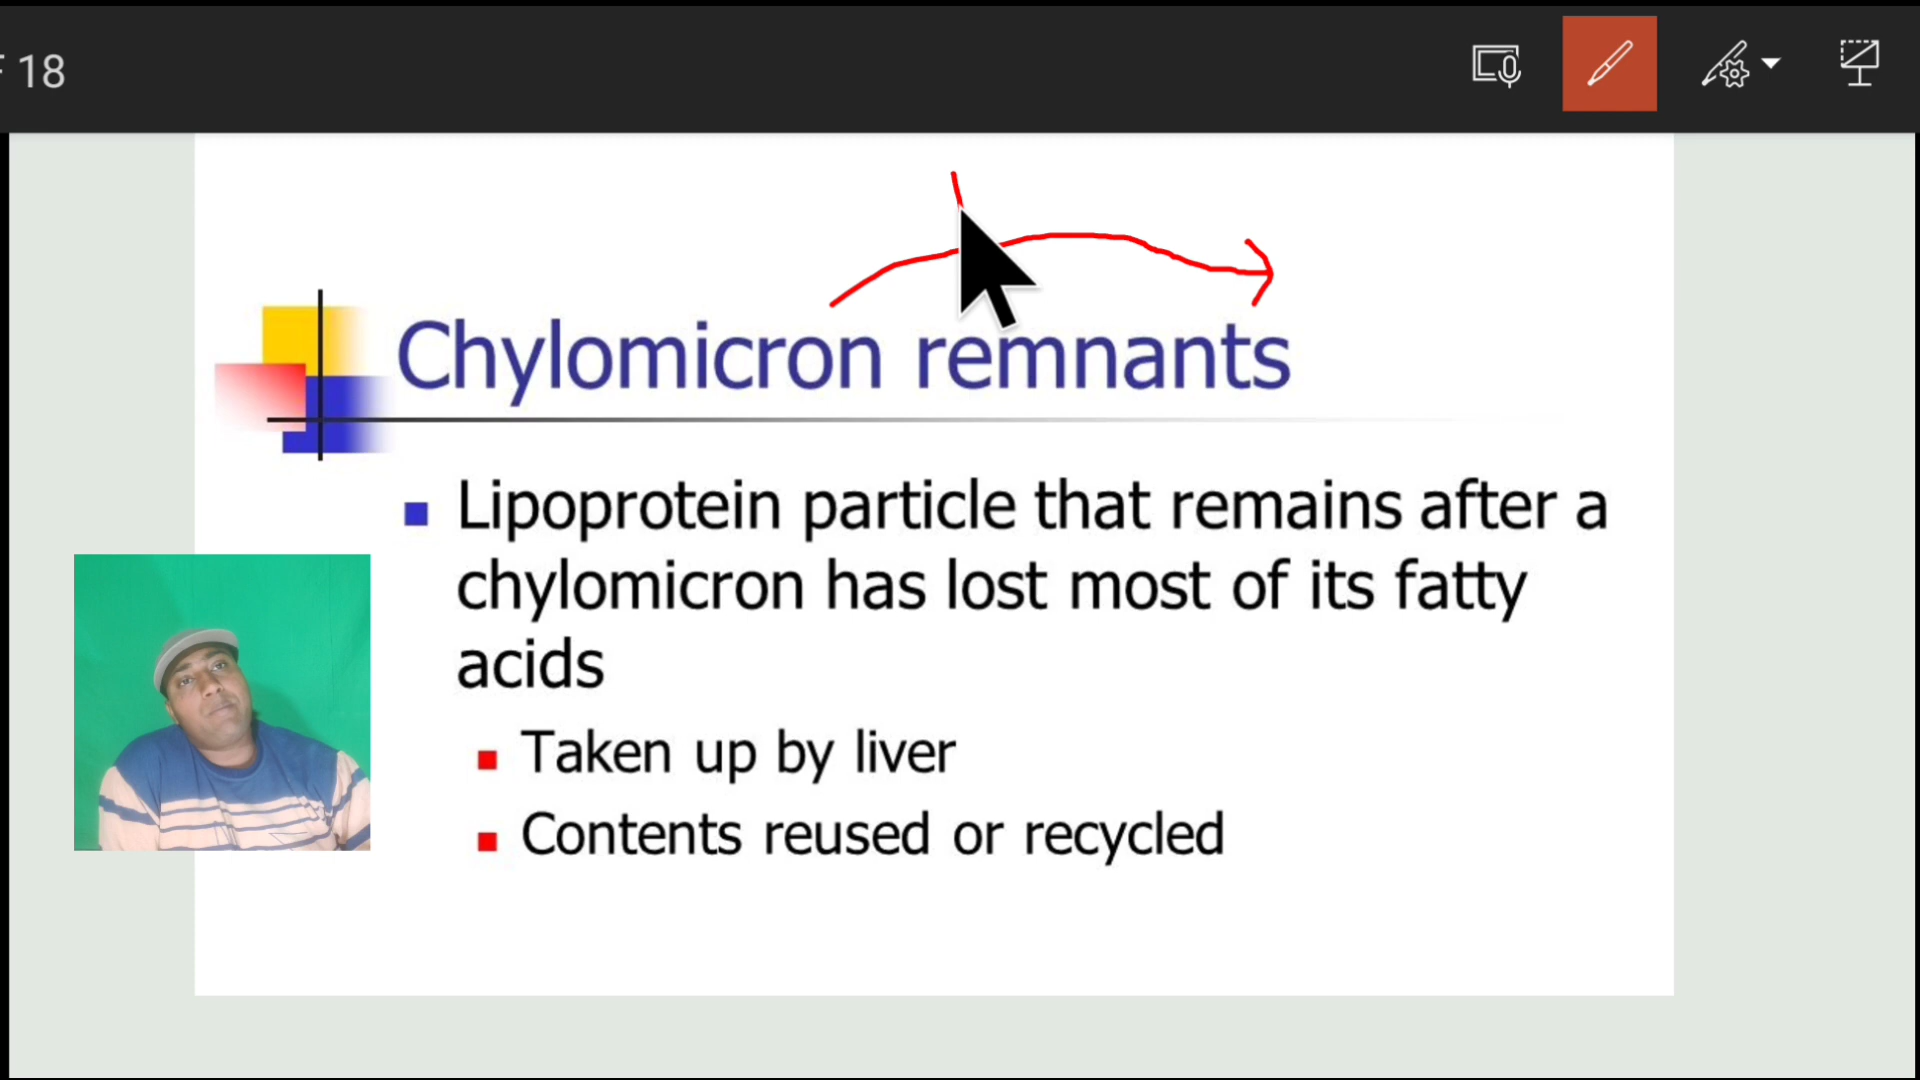 18
Chylomicron remnants
Lipoprotein particle that remains after a
chylomicron has lost most of its fatty
acids
Taken up by liver
Contents reused or recycled